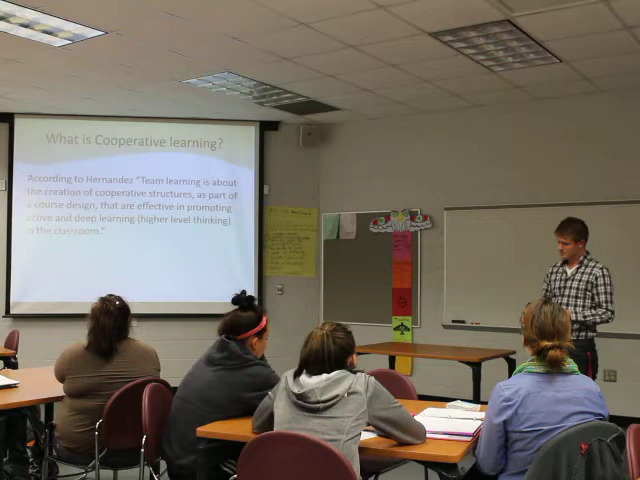 What is Cooperative learning?
According to Hernandez "Team learning is about
the creation of cooperative structures, as part of
a course design, that are effective in promoting
active and deep learning (higher level thinking)
in the classroom."